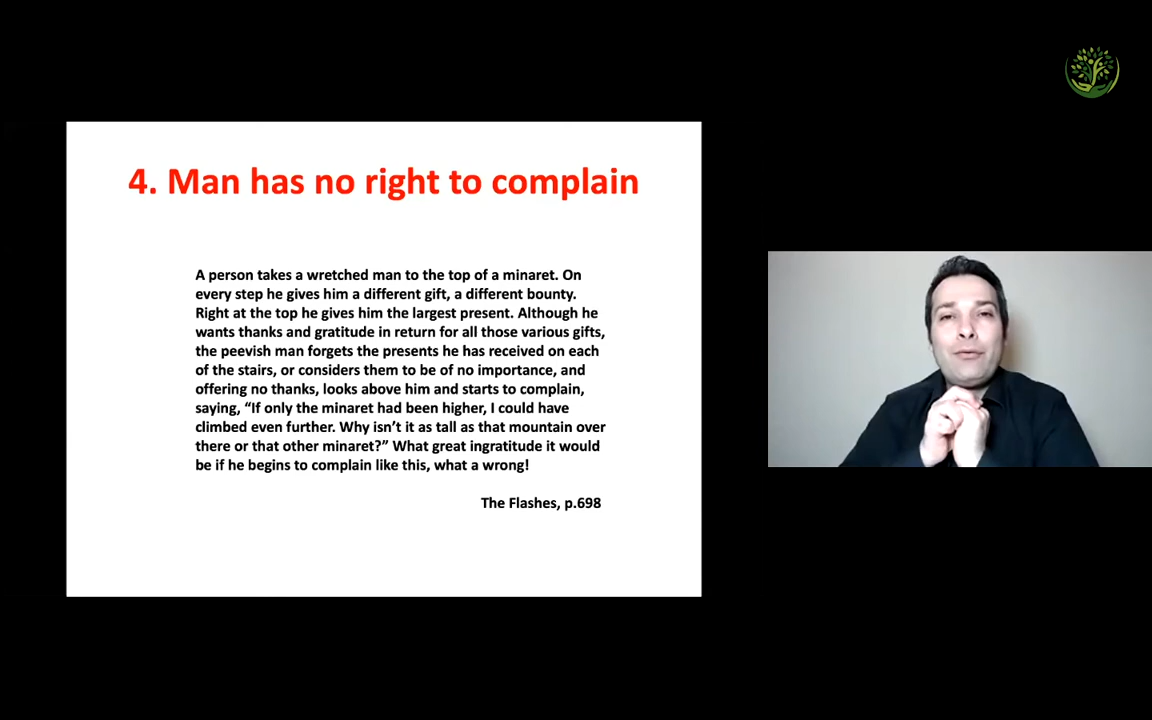 4. Man has no right to complain
A person takes a wretched man to the top of a minaret. On
every step he gives him a different gift, a different bounty.
Right at the top he gives him the largest present. Although he
wants thanks and gratitude in return for all those various gifts,
the peevish man forgets the presents he has received on each
of the stairs, or considers them to be of no importance, and
offering no thanks, looks above him and starts to complain,
saying, “If only the minaret had been higher, I could have
climbed even further. Why isn’t it as tall as that mountain over
there or that other minaret?” What great ingratitude it would
be if he begins to complain like this, what a wrong!
The Flashes, p.698